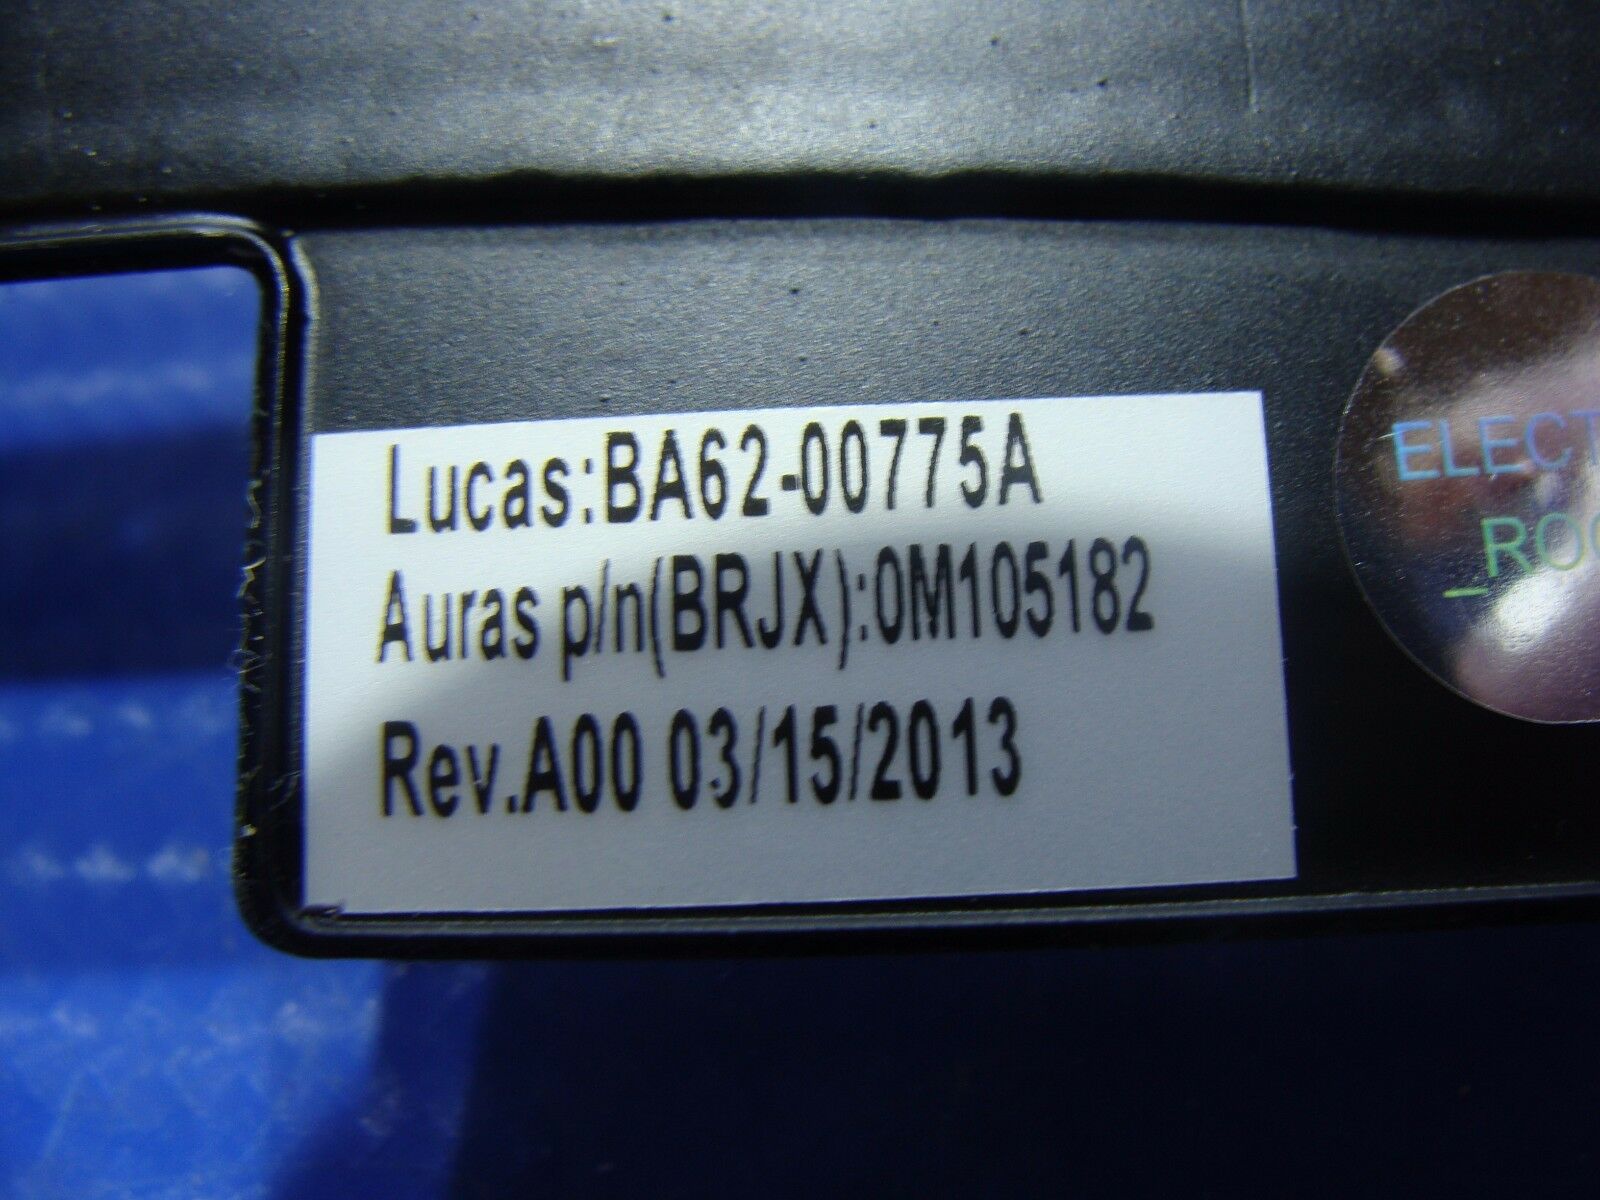 Lucas:BA62-00775A
Auras p/n(BRJX):0M105182
Rev.A00 03/15/2013